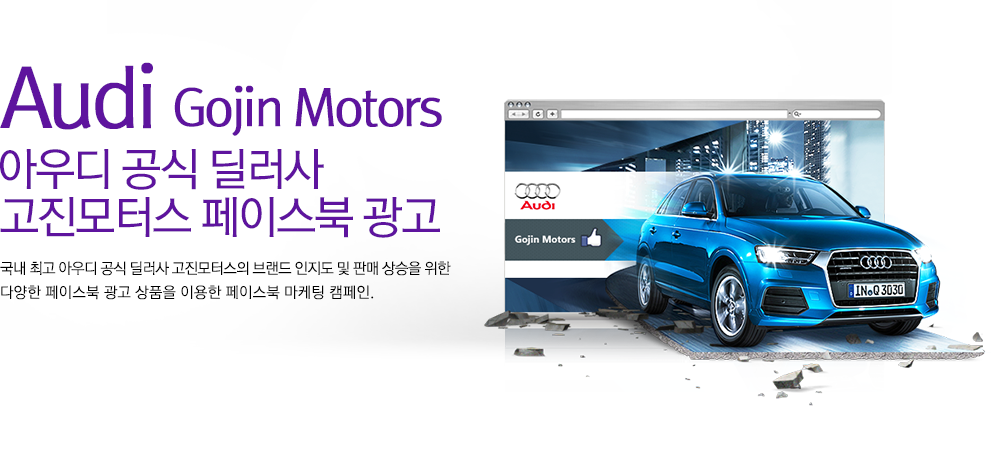 Audi Gojin Motors
아우디 공식 딜러사
고진모터스 페이스북 광고
국내 최고 아우디 공식 딜러사 고진모터스의 브랜드 인지도 및 판매 상승을 위한
다양한 페이스북 광고 상품을 이용한 페이스북 마케팅 캠페인.
Audi
Gojin Motors
quattro
IN Q 3030